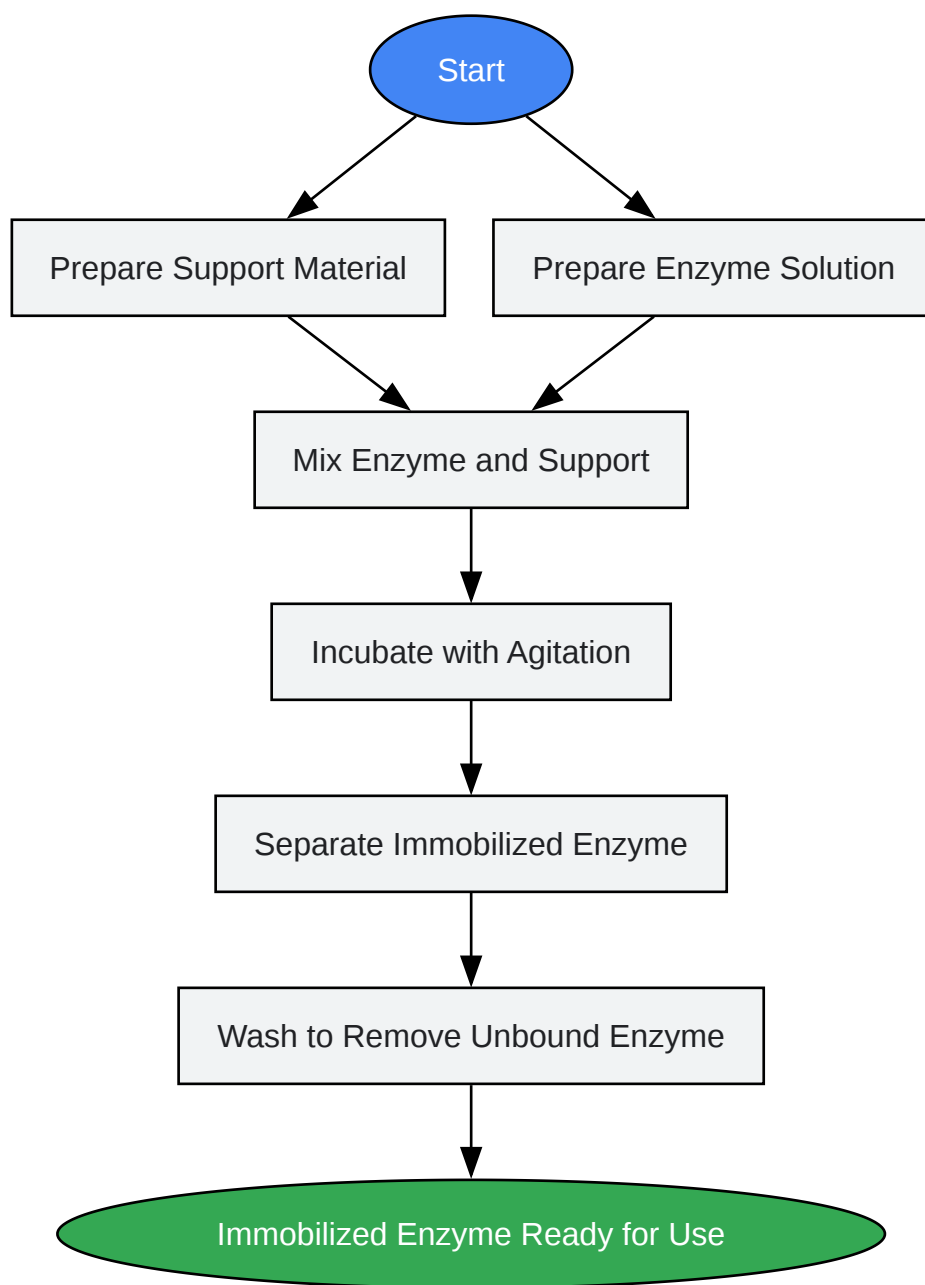 Start
Prepare Support Material
Prepare Enzyme Solution
Mix Enzyme and Support
Incubate with Agitation
Separate Immobilized Enzyme
Wash to Remove Unbound Enzyme
Immobilized Enzyme Ready for Use